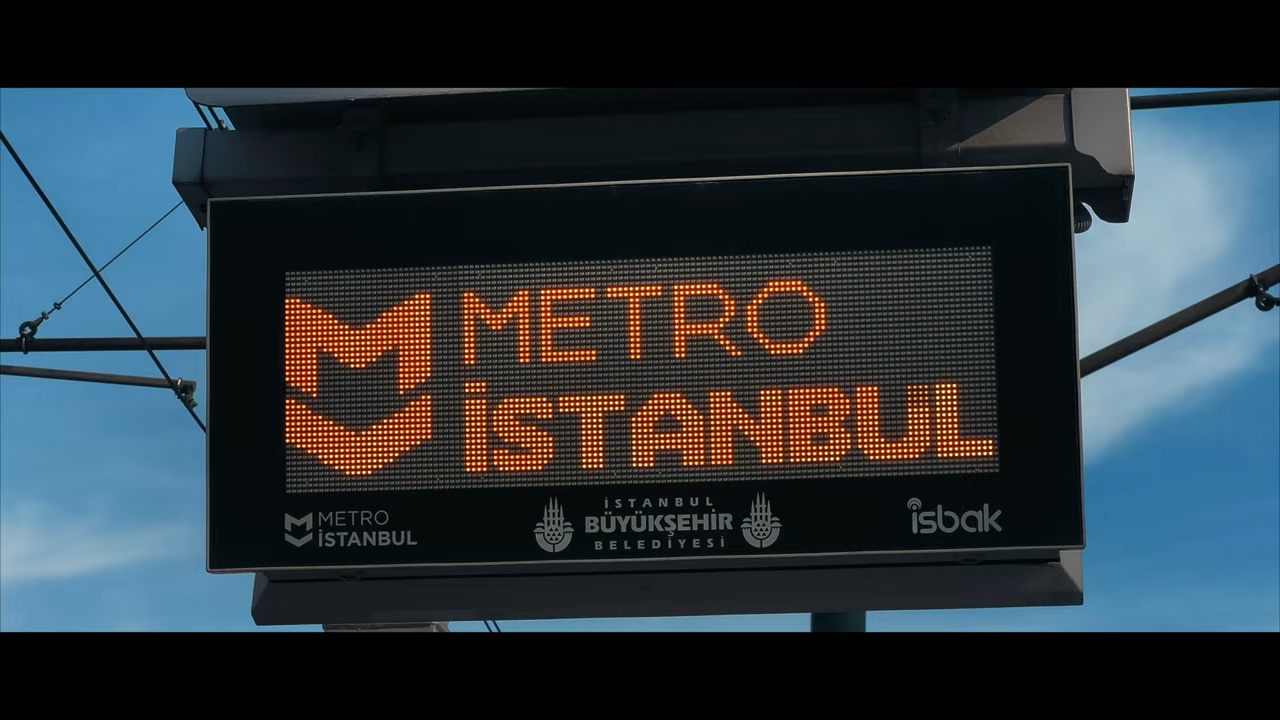 METRO
İSTANBUL
METRO
İSTANBUL
İSTANBUL
BÜYÜKŞEHİR
BELEDİYESİ
isbak